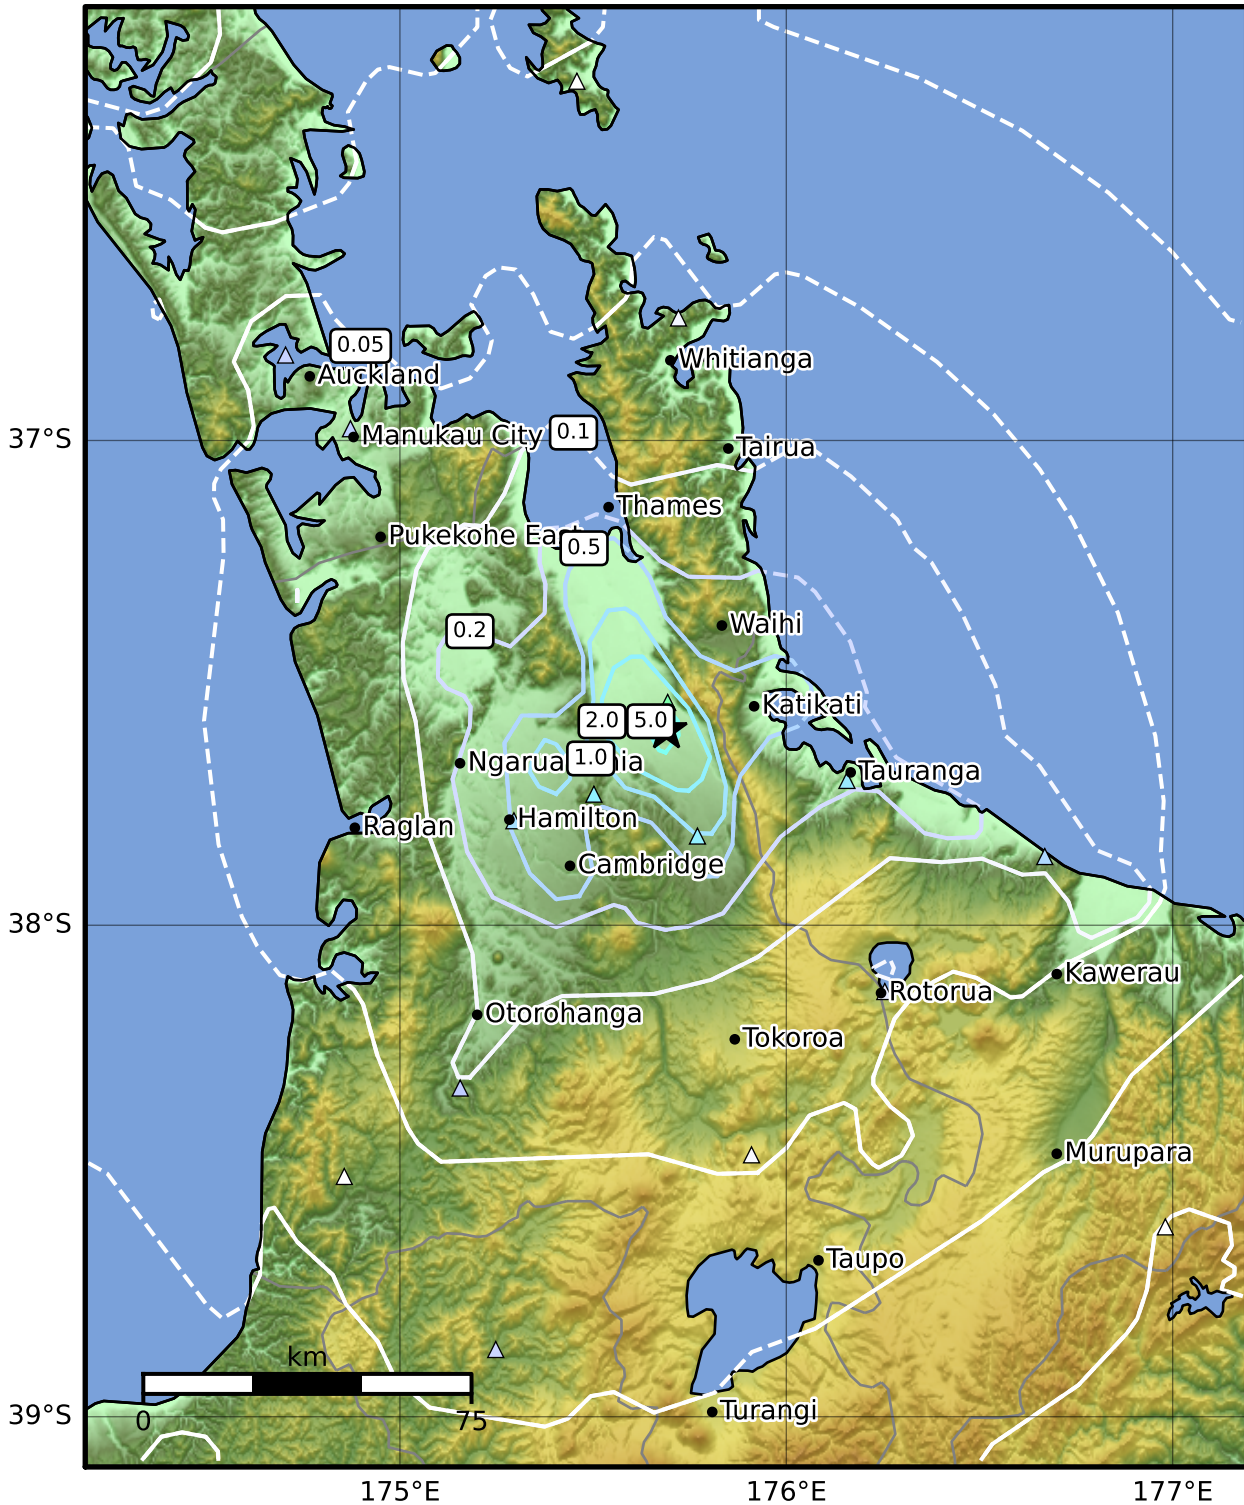 Whitianga
0.05
Auckland
37°S
Manukau City
0.1
Tairua
Thames
Pukekohe East
0.5
0.2
Waihi
Katikati
2.0
5.0
1.0
Tauranga
Raglan
Hamilton
Cambridge
38°S
Kawerau
Rotorua
Otorohanga
Tokoroa
Murupara
Taupo
km
0
75
39°S
Turangi
175°E
176°E
177°E